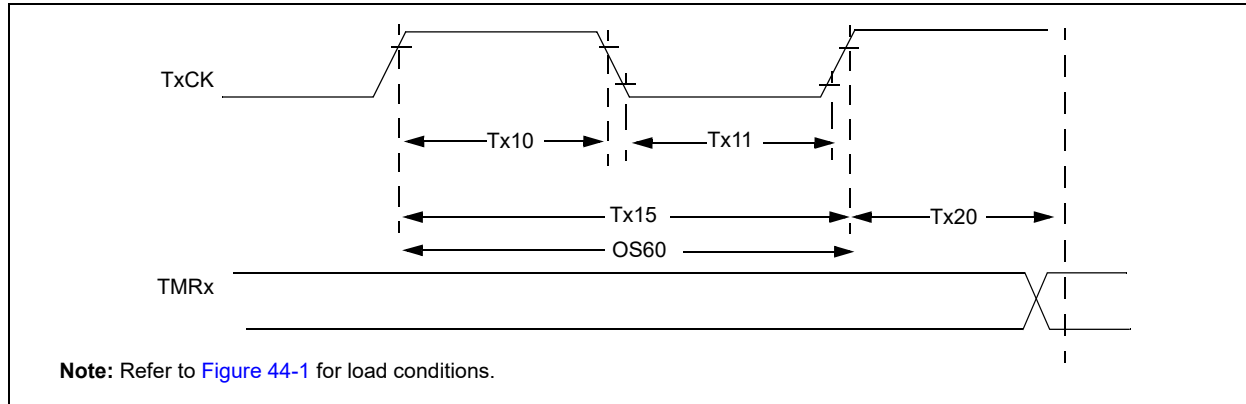 TxCK
Tx10
Tx11
Tx15
Tx20
OS60
TMRx
Note: Refer to Figure 44-1 for load conditions.